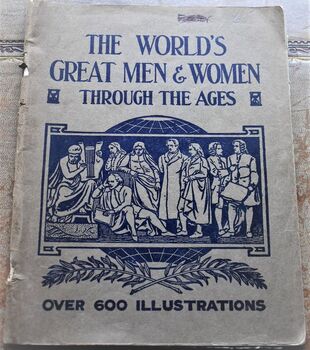 THE WORLD'S
GREAT MEN & WOMEN
THROUGH THE AGES
OVER 600 ILLUSTRATIONS